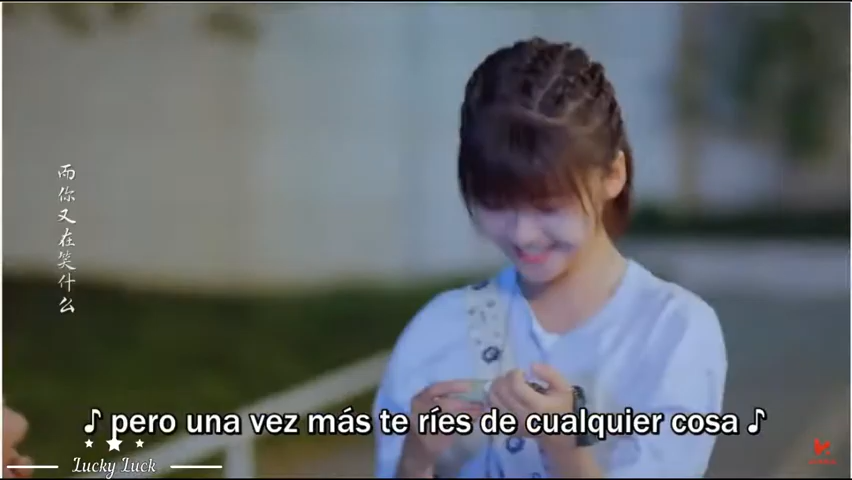 而你又在笑什么
♪ pero una vez más te ríes de cualquier cosa ♪
Lucky Luck